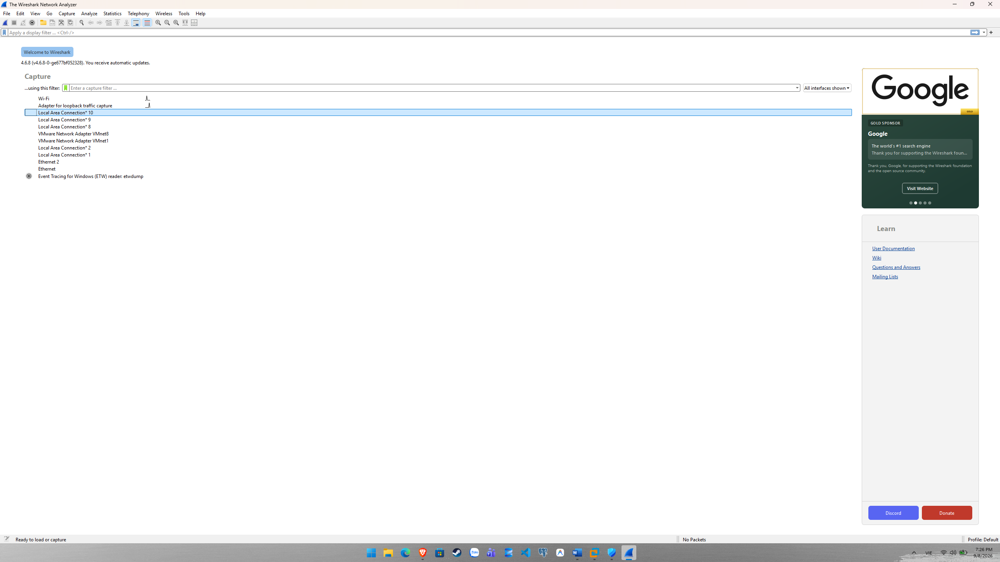 The Wireshark Network Analyzer
File Edit View Go Capture Analyze Statistics Telephony Wireless Tools Help
Apply a display filter ... <Ctrl-/>
Welcome to Wireshark
4.6.8 (v4.6.8-0-ge677bf052328). You receive automatic updates.
Capture
...using this filter: Enter a capture filter ... All interfaces shown
Wi-Fi
Adapter for loopback traffic capture
Local Area Connection* 10
Local Area Connection* 9
Local Area Connection* 8
VMware Network Adapter VMnet8
VMware Network Adapter VMnet1
Local Area Connection* 2
Local Area Connection* 1
Ethernet 2
Ethernet
Event Tracing for Windows (ETW) reader: etwdump
Google
GOLD
GOLD SPONSOR
Google
The world's #1 search engine
Thank you for supporting the Wireshark foun...
Thank you, Google, for supporting the Wireshark foundation
and the open source community.
Visit Website
Learn
User Documentation
Wiki
Questions and Answers
Mailing Lists
Discord Donate
Ready to load or capture No Packets Profile: Default
Zalo
VIE
7:26 PM
9/8/2026